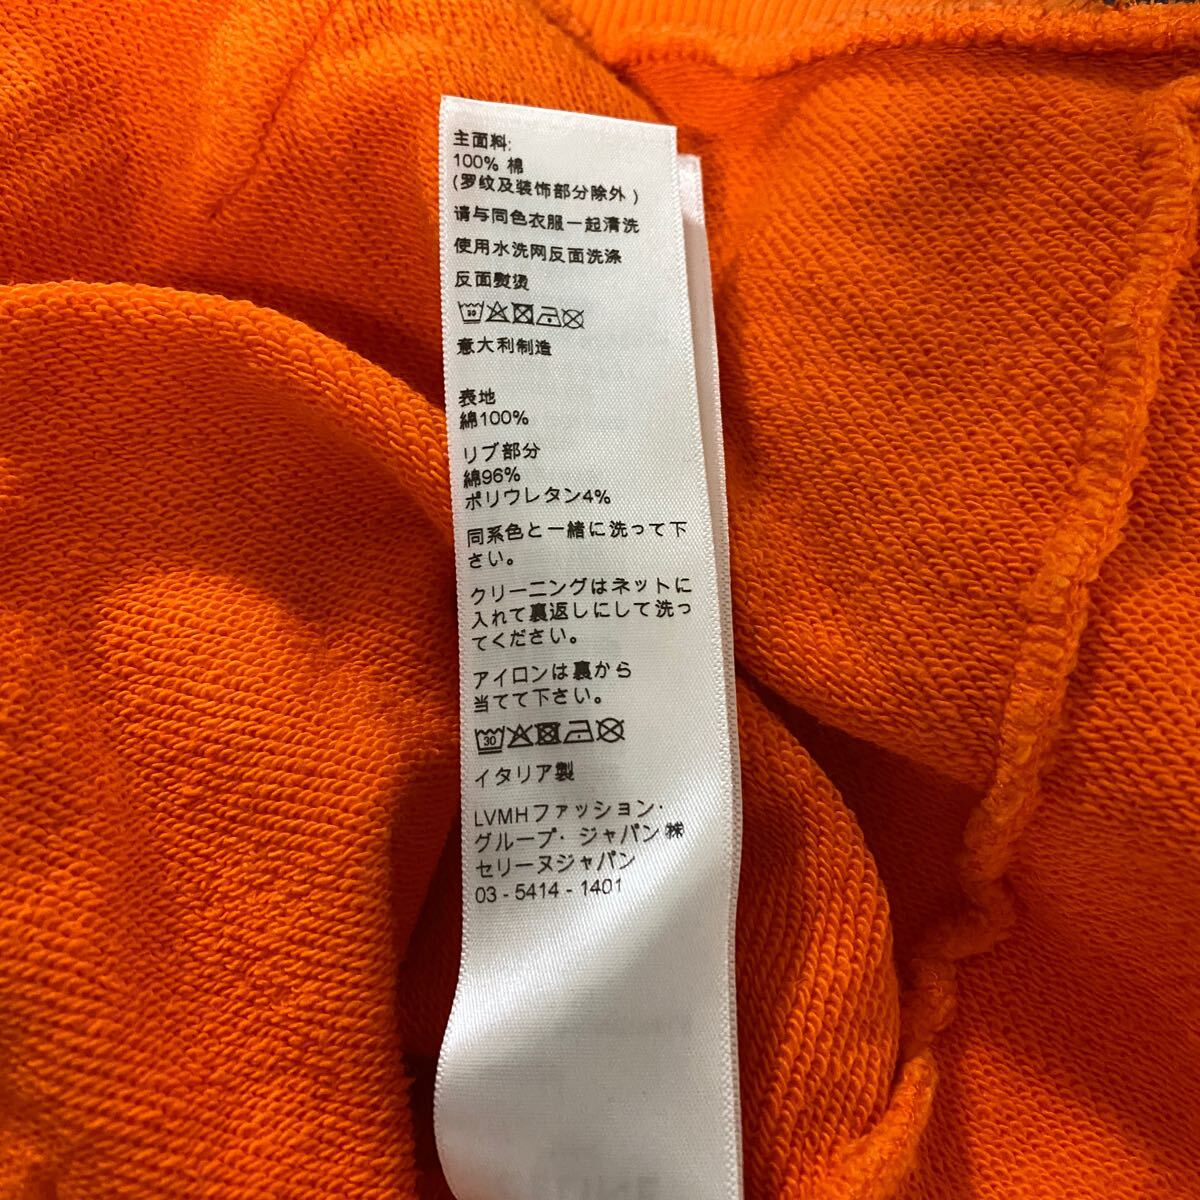 主面料:
100% 棉
(罗纹及装饰部分除外)
请与同色衣服一起清洗
使用水洗网反面洗涤
反面熨烫
30
意大利制造
表地
綿100%
リブ部分
綿96%
ポリウレタン4%
同系色と一緒に洗って下
さい。
クリーニングはネットに
入れて裏返しにして洗っ
てください。
アイロンは裏から
当てて下さい。
30
イタリア製
LVMHファッション・
グループ・ジャパン㈱
セリーヌジャパン
03 - 5414 - 1401